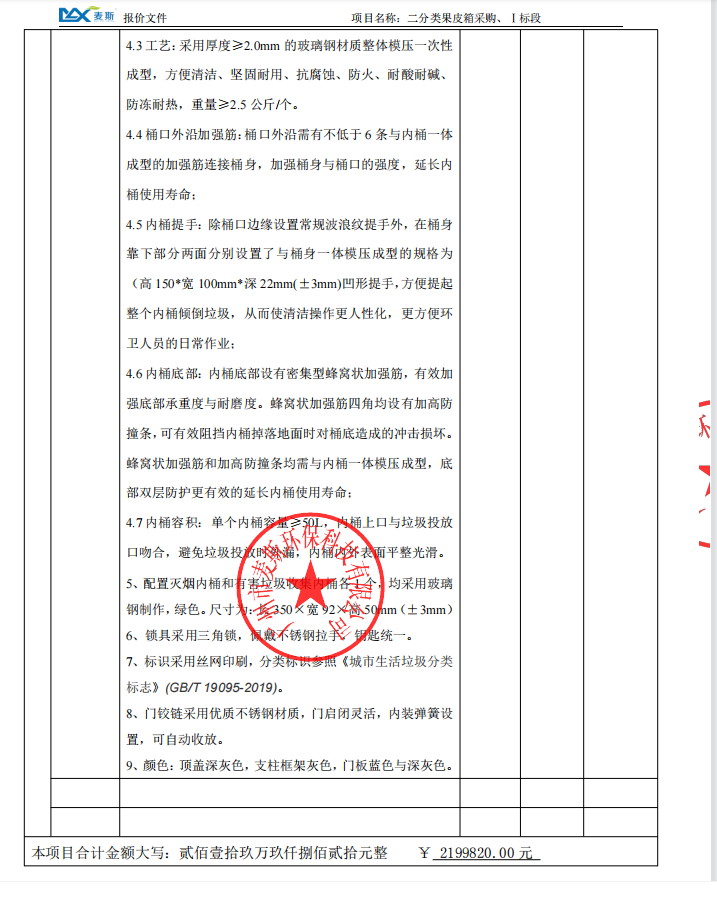 麦斯 报价文件 项目名称：二分类果皮箱采购、Ⅰ标段
4.3 工艺：采用厚度≥2.0mm 的玻璃钢材质整体模压一次性
成型，方便清洁、坚固耐用、抗腐蚀、防火、耐酸耐碱、
防冻耐热，重量≥2.5 公斤/个。
4.4 桶口外沿加强筋：桶口外沿需有不低于 6 条与内桶一体
成型的加强筋连接桶身，加强桶身与桶口的强度，延长内
桶使用寿命；
4.5 内桶提手：除桶口边缘设置常规波浪纹提手外，在桶身
靠下部分两面分别设置了与桶身一体模压成型的规格为
（高 150*宽 100mm*深 22mm(±3mm)凹形提手，方便提起
整个内桶倾倒垃圾，从而使清洁操作更人性化，更方便环
卫人员的日常作业；
4.6 内桶底部：内桶底部设有密集型蜂窝状加强筋，有效加
强底部承重度与耐磨度。蜂窝状加强筋四角均设有加高防
撞条，可有效阻挡内桶掉落地面时对桶底造成的冲击损坏。
蜂窝状加强筋和加高防撞条均需与内桶一体模压成型，底
部双层防护更有效的延长内桶使用寿命；
4.7 内桶容积：单个内桶容量≥50L，内桶上口与垃圾投放
口吻合，避免垃圾投放时外漏，内桶内外表面平整光滑。
5、配置灭烟内桶和有害垃圾收集内桶各 1 个，均采用玻璃
钢制作，绿色。尺寸为：长 350×宽 92×高 50mm（±3mm）
6、锁具采用三角锁，佩戴不锈钢拉手，钥匙统一。
7、标识采用丝网印刷，分类标识参照《城市生活垃圾分类
标志》(GB/T 19095-2019)。
8、门铰链采用优质不锈钢材质，门启闭灵活，内装弹簧设
置，可自动收放。
9、颜色：顶盖深灰色，支柱框架灰色，门板蓝色与深灰色。
本项目合计金额大写：贰佰壹拾玖万玖仟捌佰贰拾元整 ￥ 2199820.00 元
市麦斯环保科技有限公司